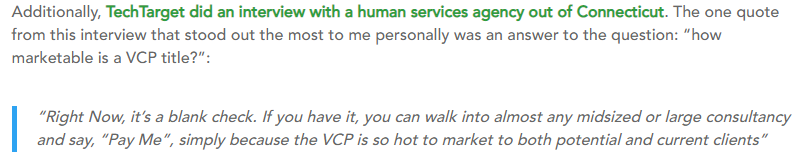 Additionally, TechTarget did an interview with a human services agency out of Connecticut. The one quote
from this interview that stood out the most to me personally was an answer to the question: “how
marketable is a VCP title?”:
“Right Now, it’s a blank check. If you have it, you can walk into almost any midsized or large consultancy
and say, “Pay Me”, simply because the VCP is so hot to market to both potential and current clients”